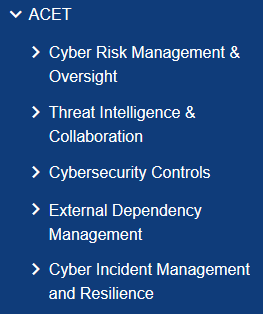 ACET
Cyber Risk Management &
Oversight
Threat Intelligence &
Collaboration
Cybersecurity Controls
External Dependency
Management
Cyber Incident Management
and Resilience